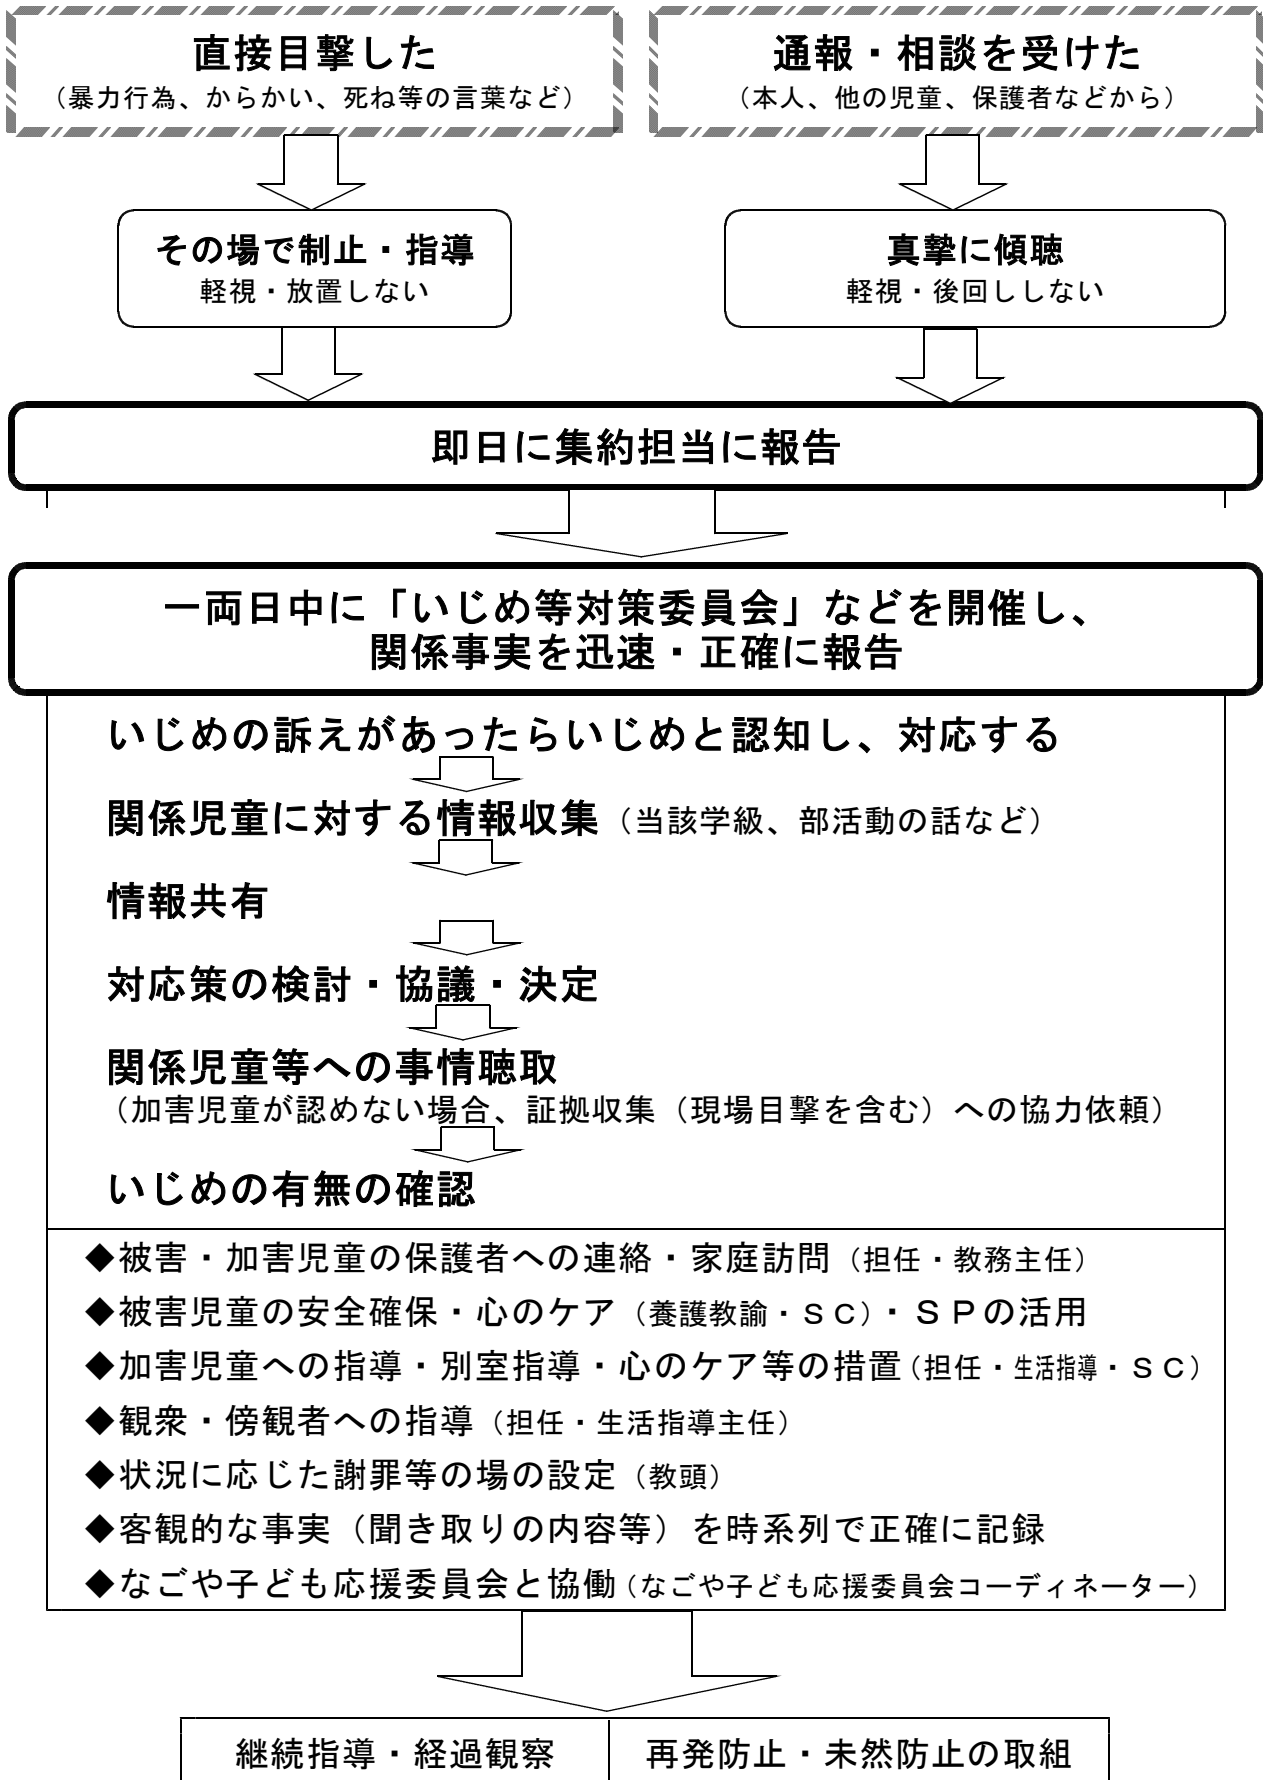 直接目撃した
（暴力行為、からかい、死ね等の言葉など）
通報・相談を受けた
（本人、他の児童、保護者などから）
その場で制止・指導
軽視・放置しない
真摯に傾聴
軽視・後回ししない
即日に集約担当に報告
一両日中に「いじめ等対策委員会」などを開催し、
関係事実を迅速・正確に報告
いじめの訴えがあったらいじめと認知し、対応する
関係児童に対する情報収集（当該学級、部活動の話など）
情報共有
対応策の検討・協議・決定
関係児童等への事情聴取
（加害児童が認めない場合、証拠収集（現場目撃を含む）への協力依頼）
いじめの有無の確認
◆被害・加害児童の保護者への連絡・家庭訪問（担任・教務主任）
◆被害児童の安全確保・心のケア（養護教諭・ＳＣ）・ＳＰの活用
◆加害児童への指導・別室指導・心のケア等の措置（担任・生活指導・ＳＣ）
◆観衆・傍観者への指導（担任・生活指導主任）
◆状況に応じた謝罪等の場の設定（教頭）
◆客観的な事実（聞き取りの内容等）を時系列で正確に記録
◆なごや子ども応援委員会と協働（なごや子ども応援委員会コーディネーター）
継続指導・経過観察
再発防止・未然防止の取組